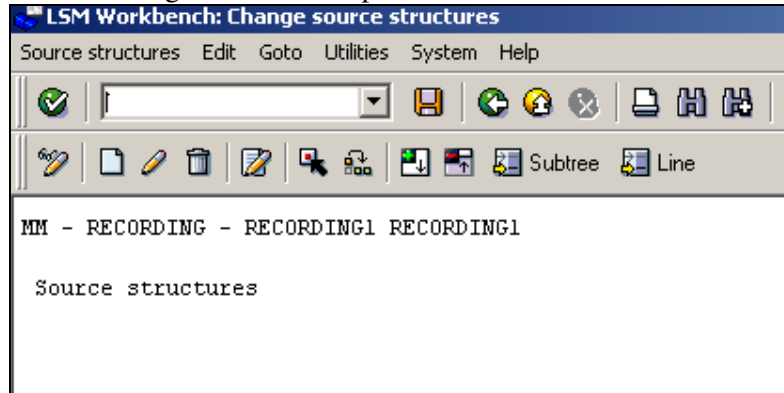 LSM Workbench: Change source structures
Source structures Edit Goto Utilities System Help
Subtree Line
MM - RECORDING - RECORDING1 RECORDING1
Source structures